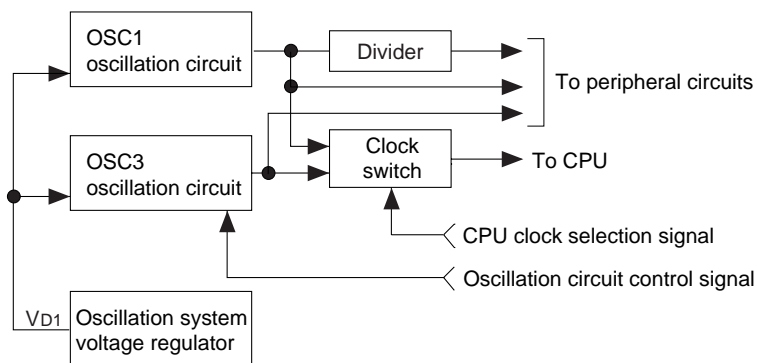 OSC1
oscillation circuit
Divider
To peripheral circuits
OSC3
oscillation circuit
Clock
switch
To CPU
CPU clock selection signal
Oscillation circuit control signal
VD1
Oscillation system
voltage regulator